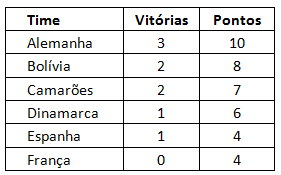 Time Vitórias Pontos
Alemanha 3 10
Bolívia 2 8
Camarões 2 7
Dinamarca 1 6
Espanha 1 4
França 0 4